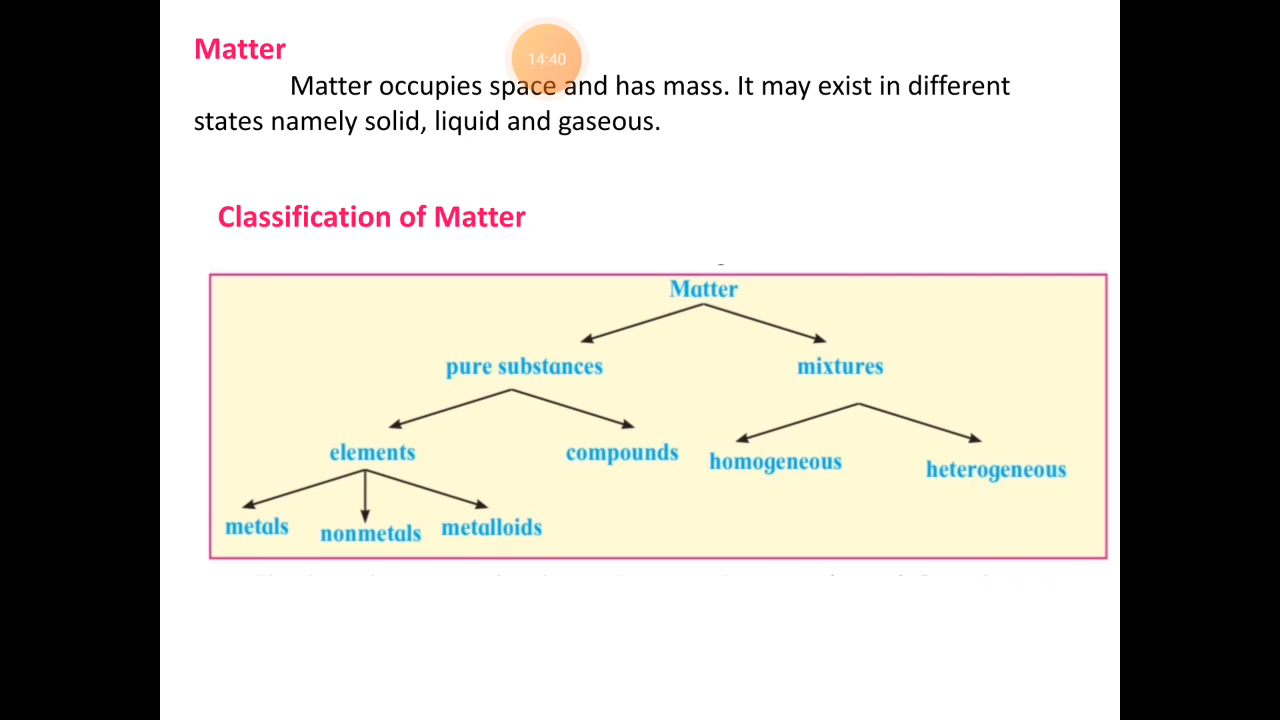 Matter
14:40
Matter occupies space and has mass. It may exist in different
states namely solid, liquid and gaseous.
Classification of Matter
Matter
pure substances mixtures
elements compounds homogeneous heterogeneous
metals nonmetals metalloids